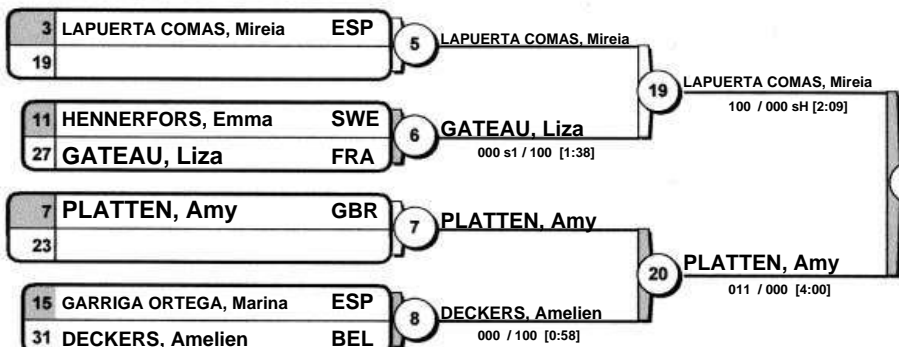 3 LAPUERTA COMAS, Mireia ESP
19
5
LAPUERTA COMAS, Mireia
11 HENNERFORS, Emma SWE
27 GATEAU, Liza FRA
6
GATEAU, Liza
000 s1 / 100 [1:38]
19
LAPUERTA COMAS, Mireia
100 / 000 sH [2:09]
7 PLATTEN, Amy GBR
23
7
PLATTEN, Amy
15 GARRIGA ORTEGA, Marina ESP
31 DECKERS, Amelien BEL
8
DECKERS, Amelien
000 / 100 [0:58]
20
PLATTEN, Amy
011 / 000 [4:00]